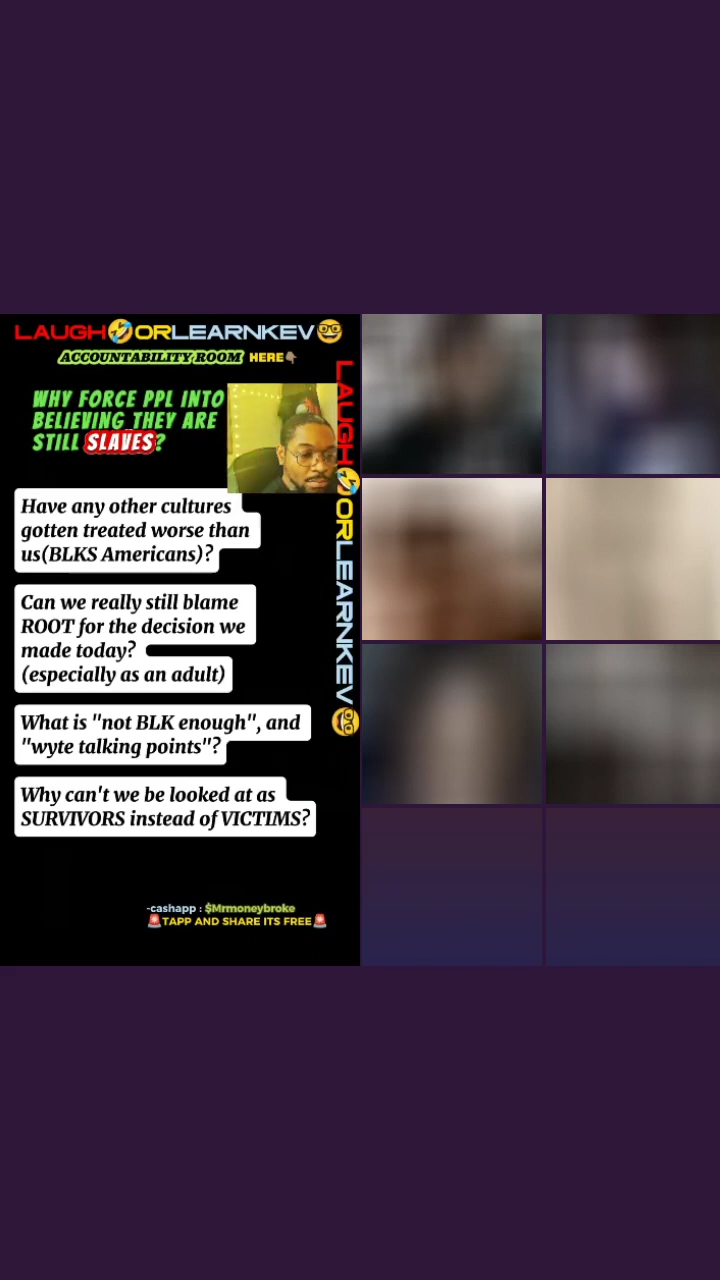 LAUGH🤣ORLEARNKEV🤓
ACCOUNTABILITY ROOM HERE👇🏽
WHY FORCE PPL INTO
BELIEVING THEY ARE
STILL SLAVES?
LAUGH🤣ORLEARNKEV🤓
Have any other cultures
gotten treated worse than
us(BLKS Americans)?
Can we really still blame
ROOT for the decision we
made today?
(especially as an adult)
What is "not BLK enough", and
"wyte talking points"?
Why can't we be looked at as
SURVIVORS instead of VICTIMS?
-cashapp : $Mrmoneybroke
🚨TAPP AND SHARE ITS FREE🚨